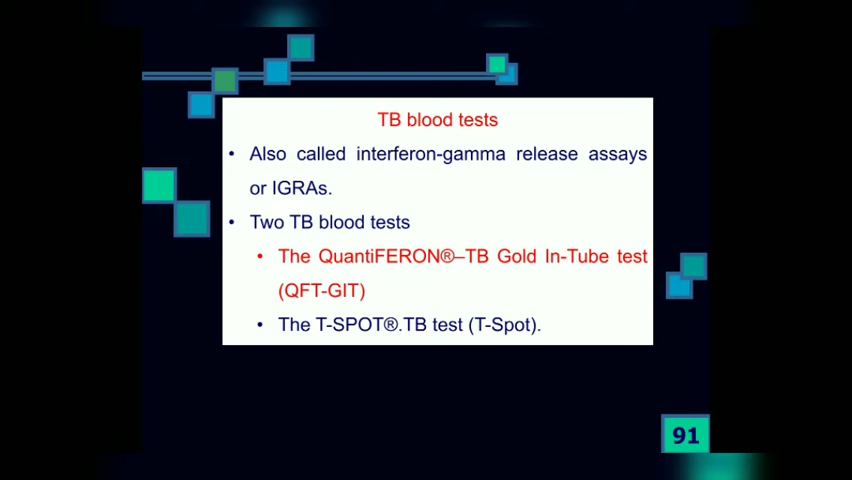 TB blood tests
• Also called interferon-gamma release assays
or IGRAs.
• Two TB blood tests
• The QuantiFERON®–TB Gold In-Tube test
(QFT-GIT)
• The T-SPOT®.TB test (T-Spot).
91